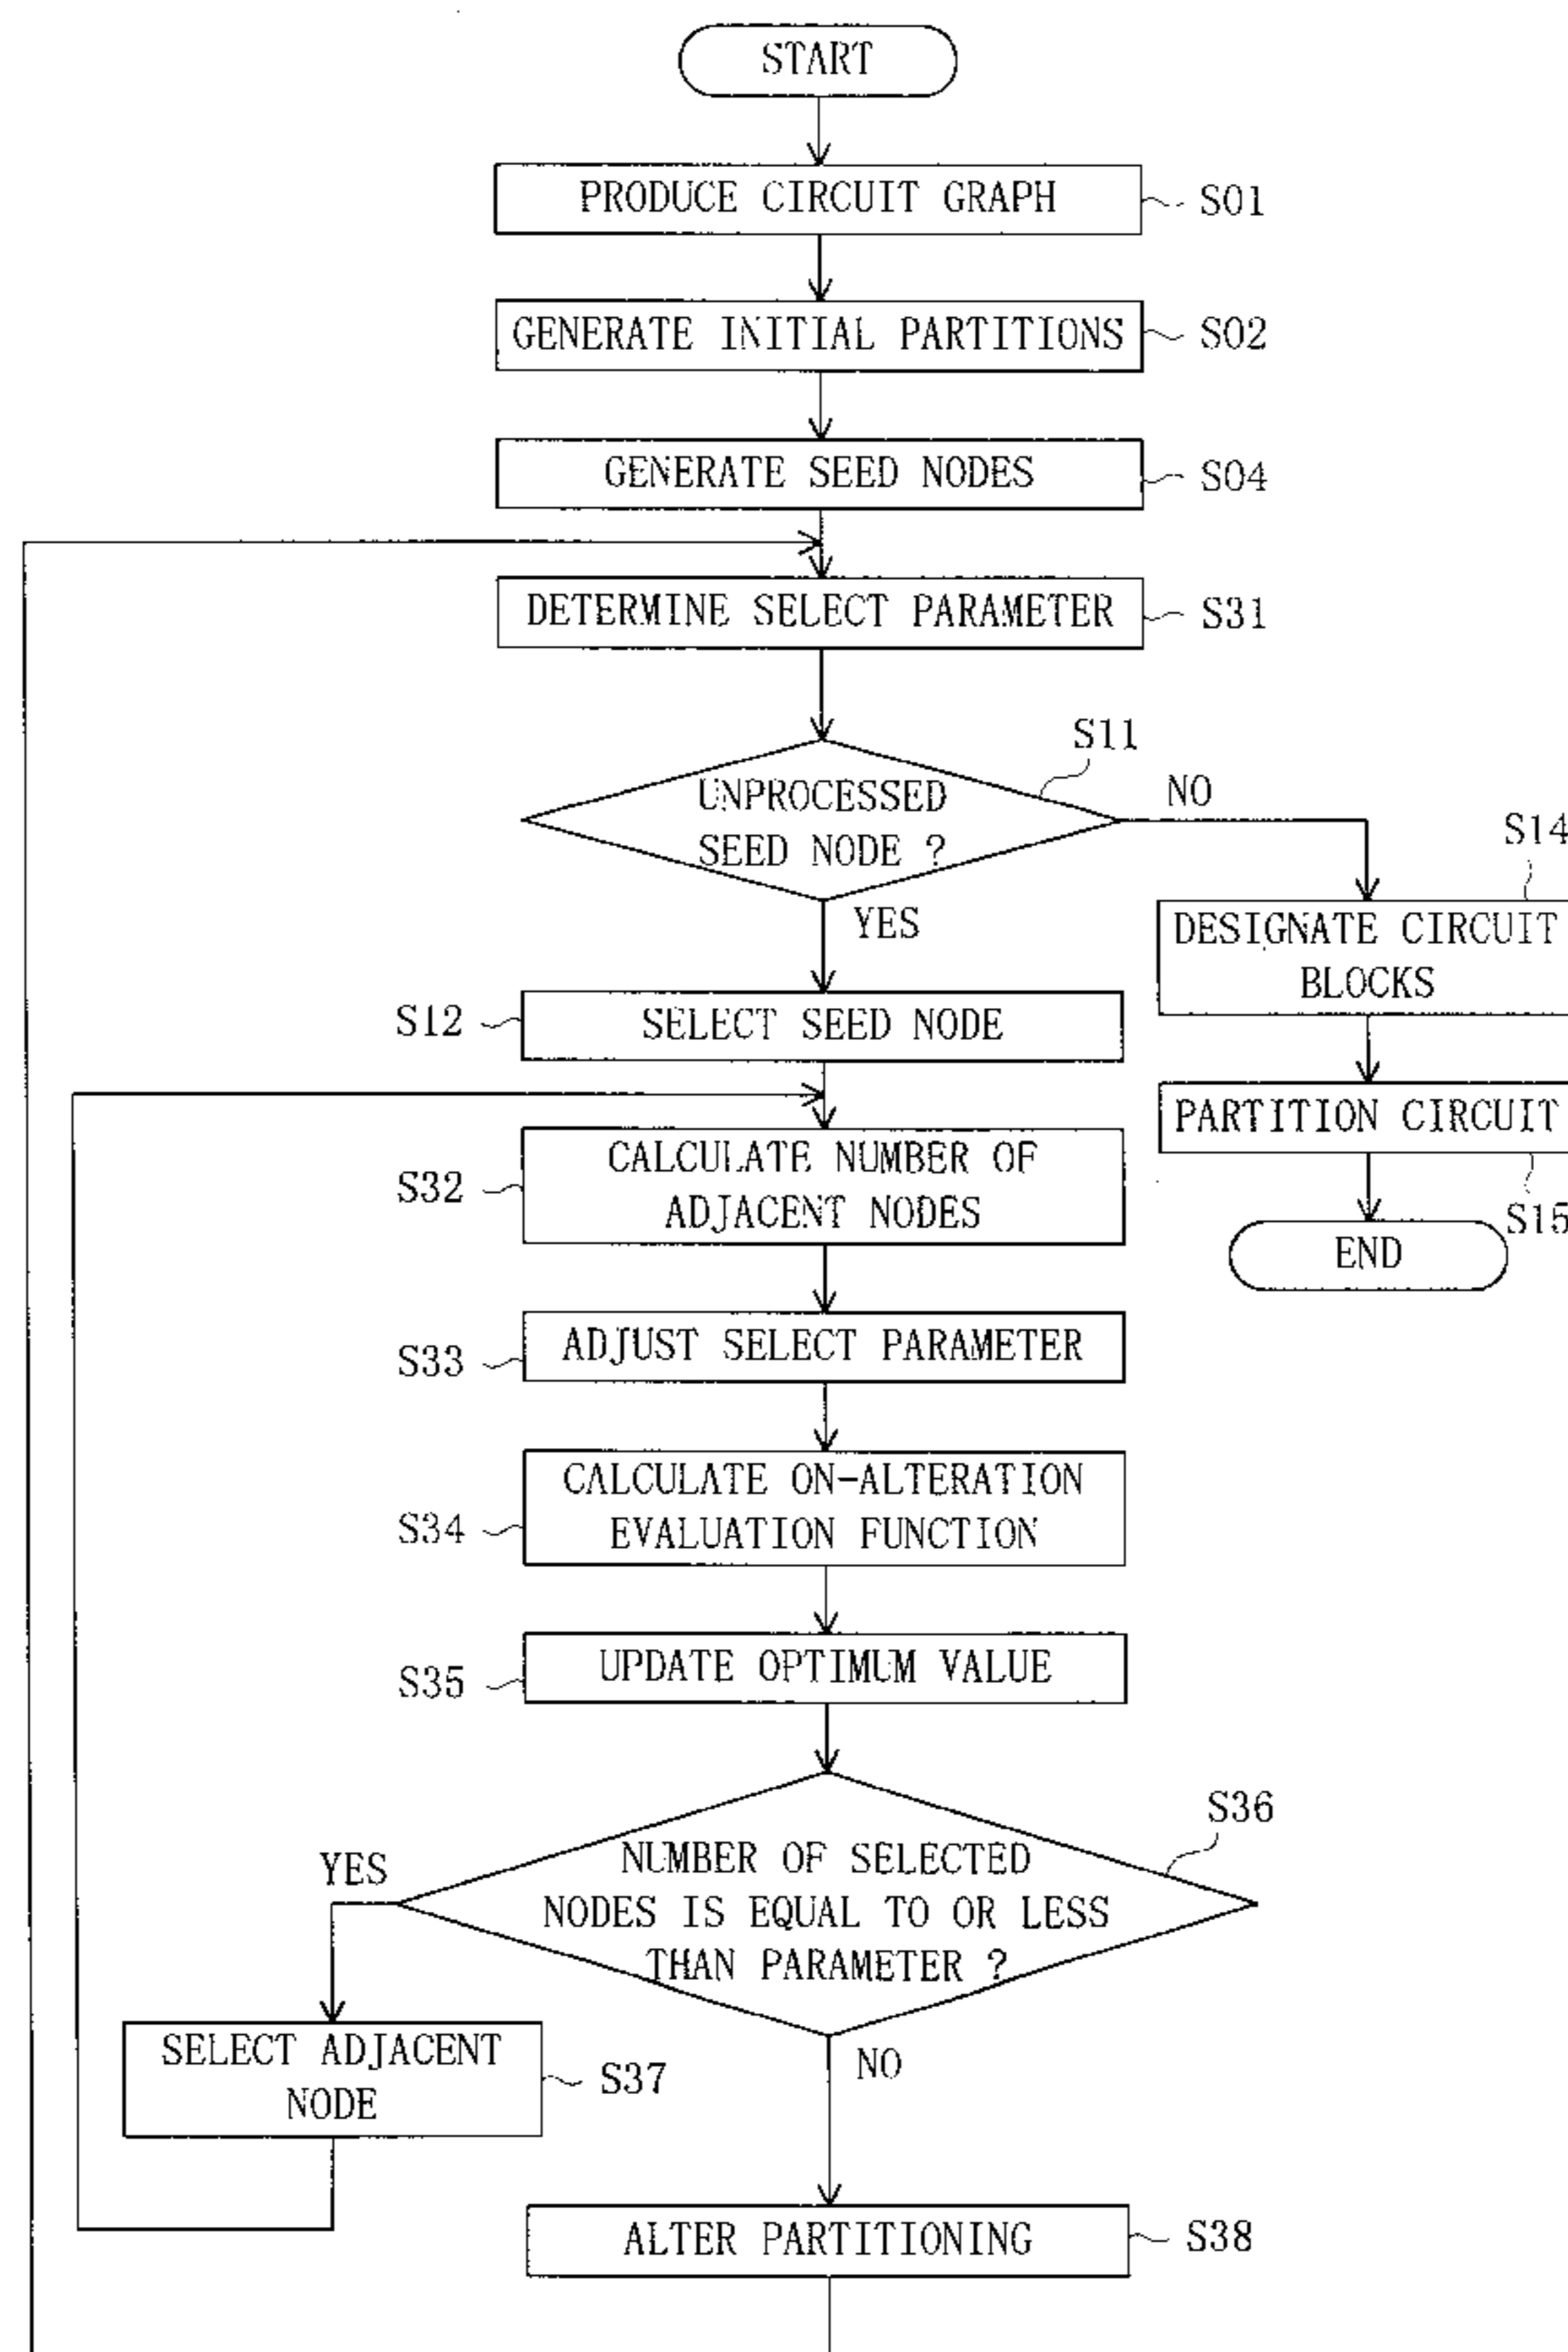 START
PRODUCE CIRCUIT GRAPH
S01
GENERATE INITIAL PARTITIONS
S02
GENERATE SEED NODES
S04
DETERMINE SELECT PARAMETER
S31
S11
UNPROCESSED
SEED NODE ?
NO
YES
S14
DESIGNATE CIRCUIT
BLOCKS
PARTITION CIRCUIT
S15
END
S12
SELECT SEED NODE
S32
CALCULATE NUMBER OF
ADJACENT NODES
S33
ADJUST SELECT PARAMETER
S34
CALCULATE ON-ALTERATION
EVALUATION FUNCTION
S35
UPDATE OPTIMUM VALUE
S36
NUMBER OF SELECTED
NODES IS EQUAL TO OR LESS
THAN PARAMETER ?
YES
NO
SELECT ADJACENT
NODE
S37
ALTER PARTITIONING
S38